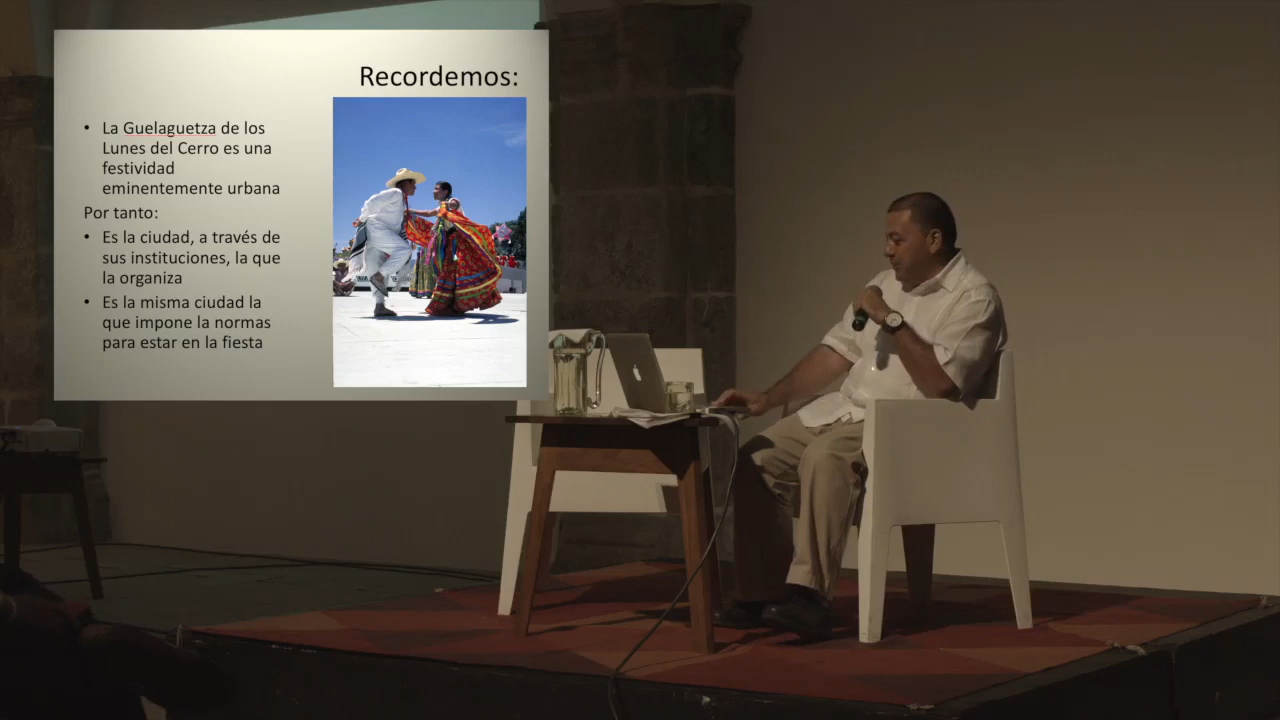 Recordemos:
• La Guelaguetza de los
Lunes del Cerro es una
festividad
eminentemente urbana
Por tanto:
• Es la ciudad, a través de
sus instituciones, la que
la organiza
• Es la misma ciudad la
que impone la normas
para estar en la fiesta